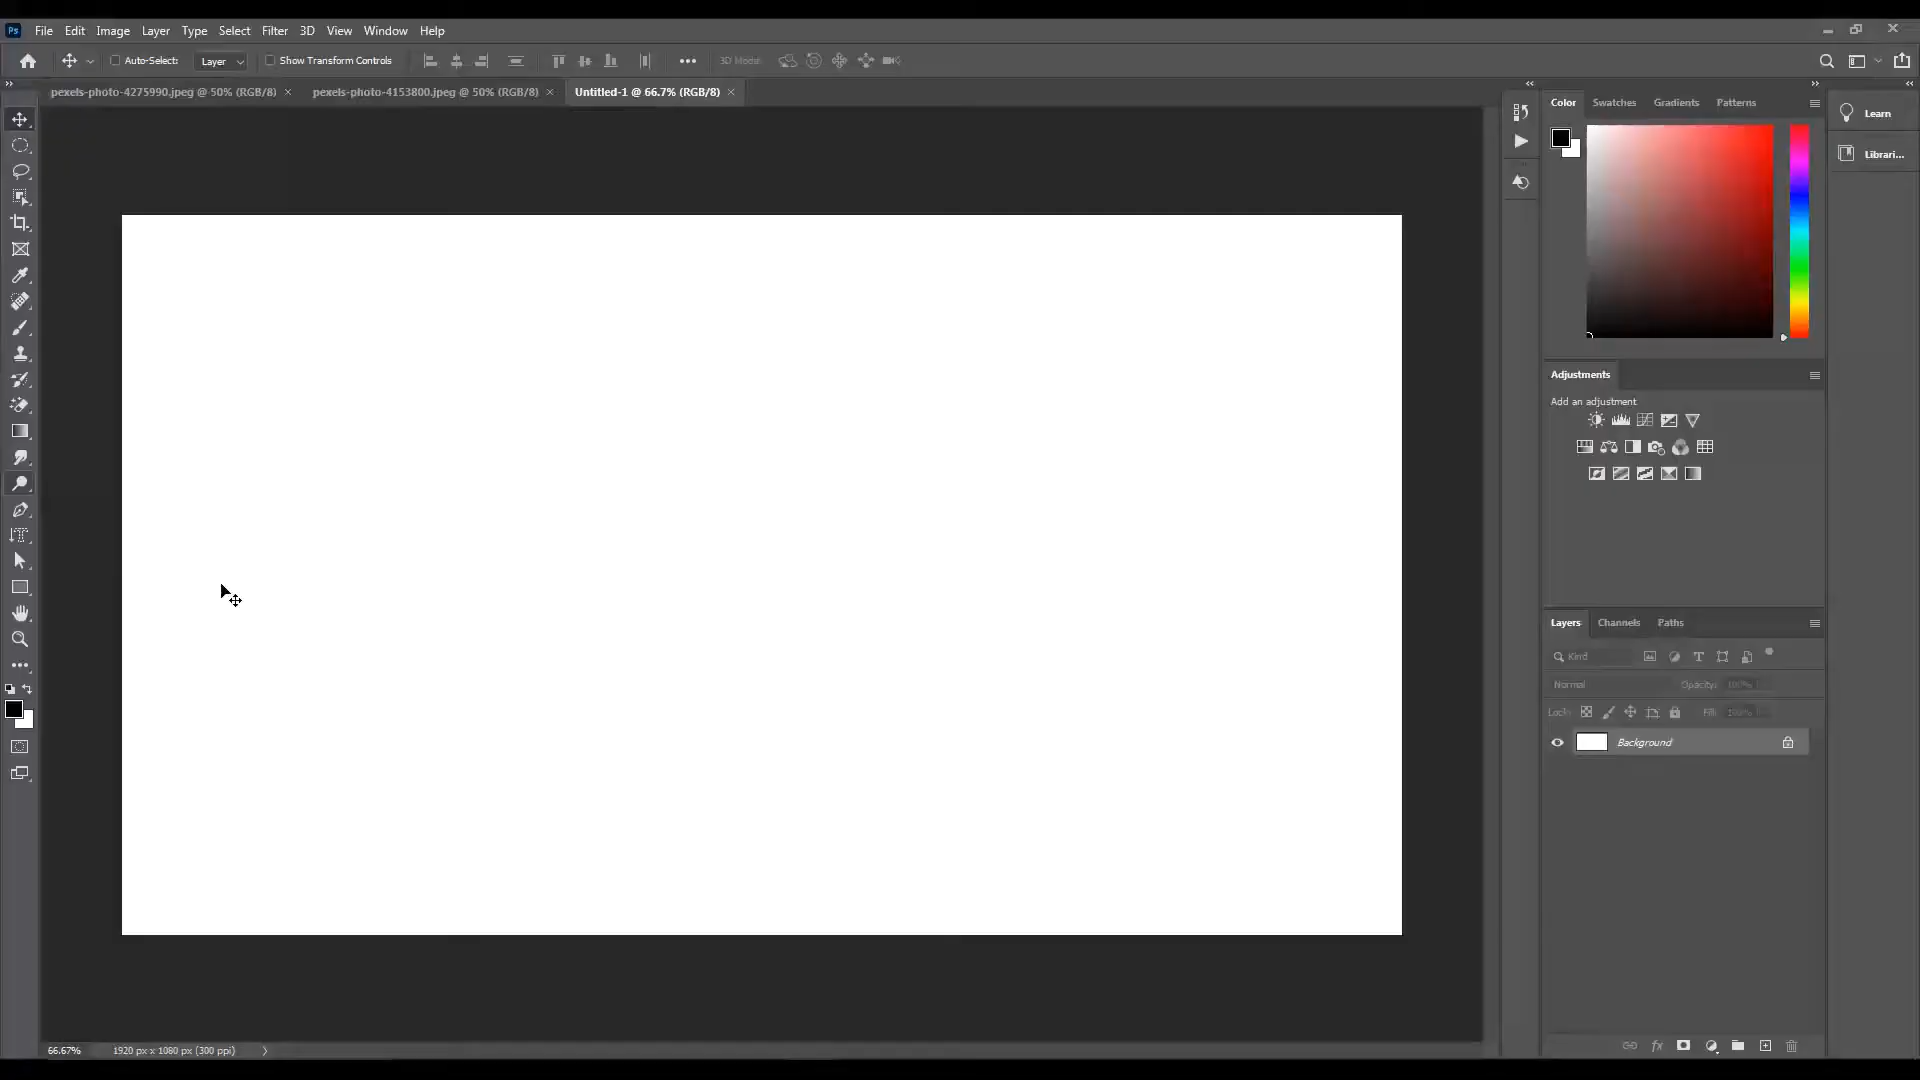 Ps File Edit Image Layer Type Select Filter 3D View Window Help
Auto-Select: Layer Show Transform Controls 3D Mode:
pexels-photo-4275990.jpeg @ 50% (RGB/8) × pexels-photo-4153800.jpeg @ 50% (RGB/8) × Untitled-1 @ 66.7% (RGB/8) ×
Color Swatches Gradients Patterns
Learn
Librari...
Adjustments
Add an adjustment
Layers Channels Paths
Kind
Normal Opacity: 100%
Lock: Fill: 100%
Background
66.67% 1920 px x 1080 px (300 ppi)